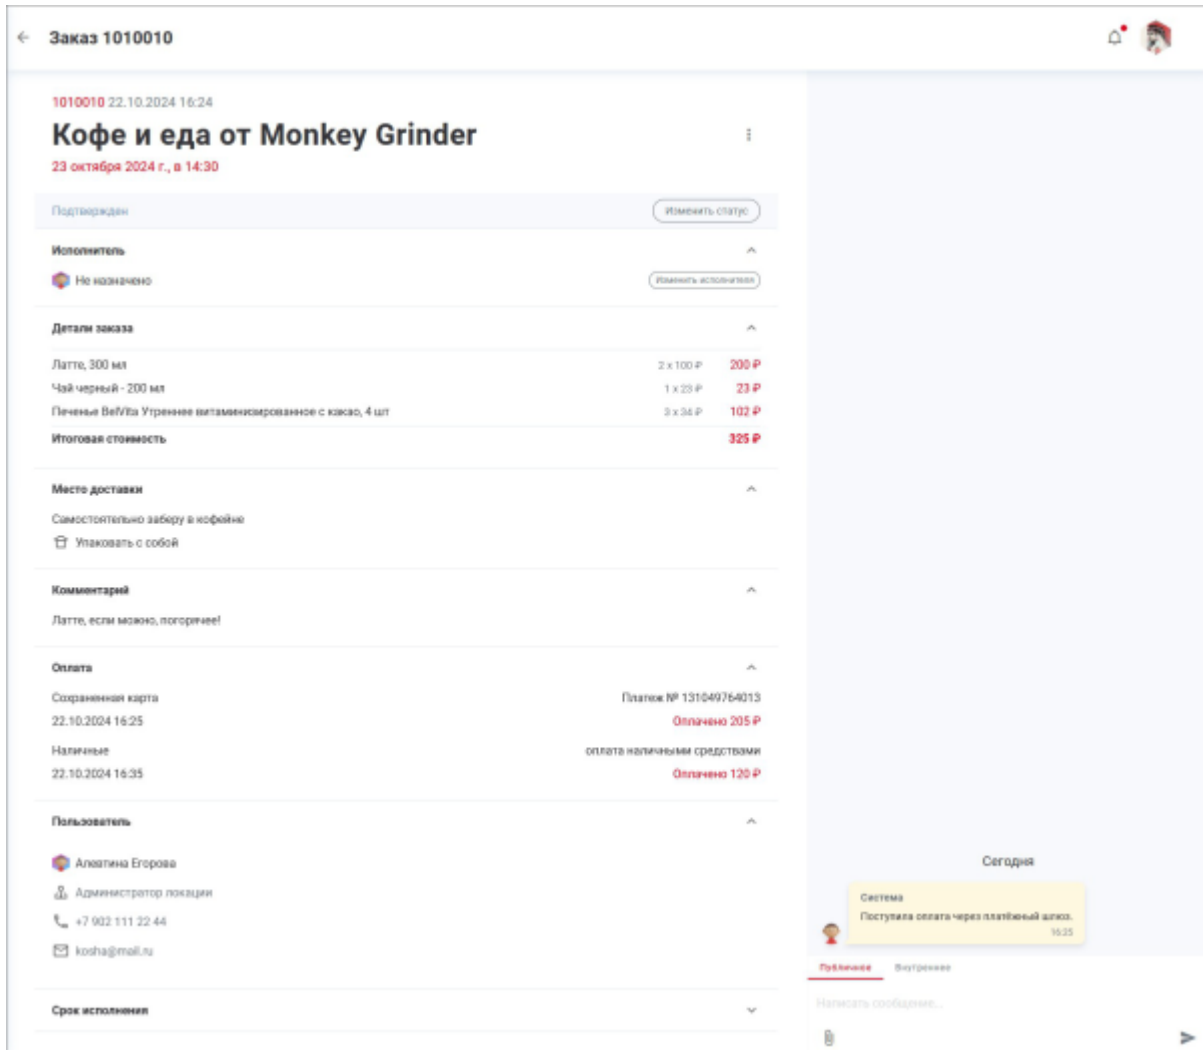 Заказ 1010010
1010010 22.10.2024 16:24
Кофе и еда от Monkey Grinder
23 октября 2024 г., в 14:30
Подтвержден
Изменить статус
Исполнитель
Не назначено
Изменить исполнителя
Детали заказа
Латте, 300 мл 2 x 100 ₽ 200 ₽
Чай черный - 200 мл 1 x 23 ₽ 23 ₽
Печенье BelVita Утреннее витаминизированное с какао, 4 шт 3 x 34 ₽ 102 ₽
Итоговая стоимость 325 ₽
Место доставки
Самостоятельно заберу в кофейне
Упаковать с собой
Комментарий
Латте, если можно, погорячее!
Оплата
Сохраненная карта Платеж № 131049764013
22.10.2024 16:25 Оплачено 205 ₽
Наличные оплата наличными средствами
22.10.2024 16:35 Оплачено 120 ₽
Пользователь
Алевтина Егорова
Администратор локации
+7 902 111 22 44
kosha@mail.ru
Срок исполнения
Сегодня
Система
Поступила оплата через платёжный шлюз.
16:25
Публичное Внутреннее
Написать сообщение...